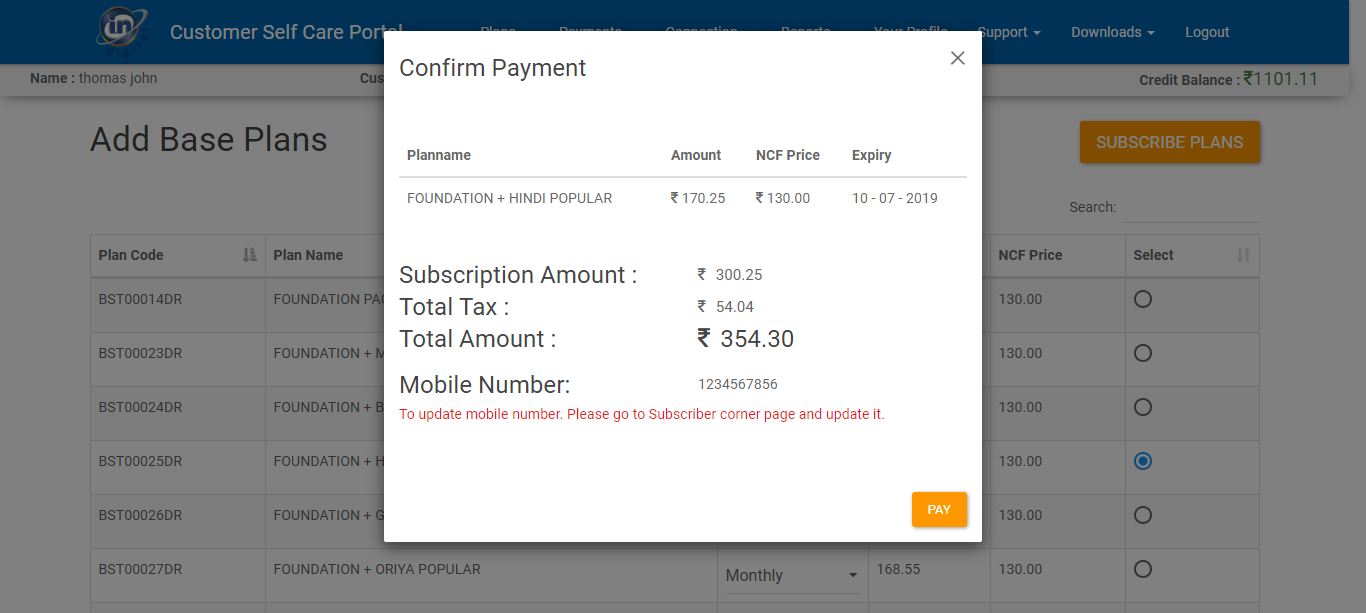 in
DIGITAL
Customer Self Care Portal
Plans
Payments
Connection
Reports
Your Profile
Support
Downloads
Logout
Name : thomas john
Cus
Credit Balance : ₹1101.11
Add Base Plans
SUBSCRIBE PLANS
Search:
Confirm Payment
Planname Amount NCF Price Expiry
FOUNDATION + HINDI POPULAR ₹ 170.25 ₹ 130.00 10 - 07 - 2019
Subscription Amount : ₹ 300.25
Total Tax : ₹ 54.04
Total Amount : ₹ 354.30
Mobile Number: 1234567856
To update mobile number. Please go to Subscriber corner page and update it.
PAY
Plan Code Plan Name NCF Price Select
BST00014DR FOUNDATION PA 130.00
BST00023DR FOUNDATION + M 130.00
BST00024DR FOUNDATION + B 130.00
BST00025DR FOUNDATION + H 130.00
BST00026DR FOUNDATION + G 130.00
BST00027DR FOUNDATION + ORIYA POPULAR Monthly 168.55 130.00